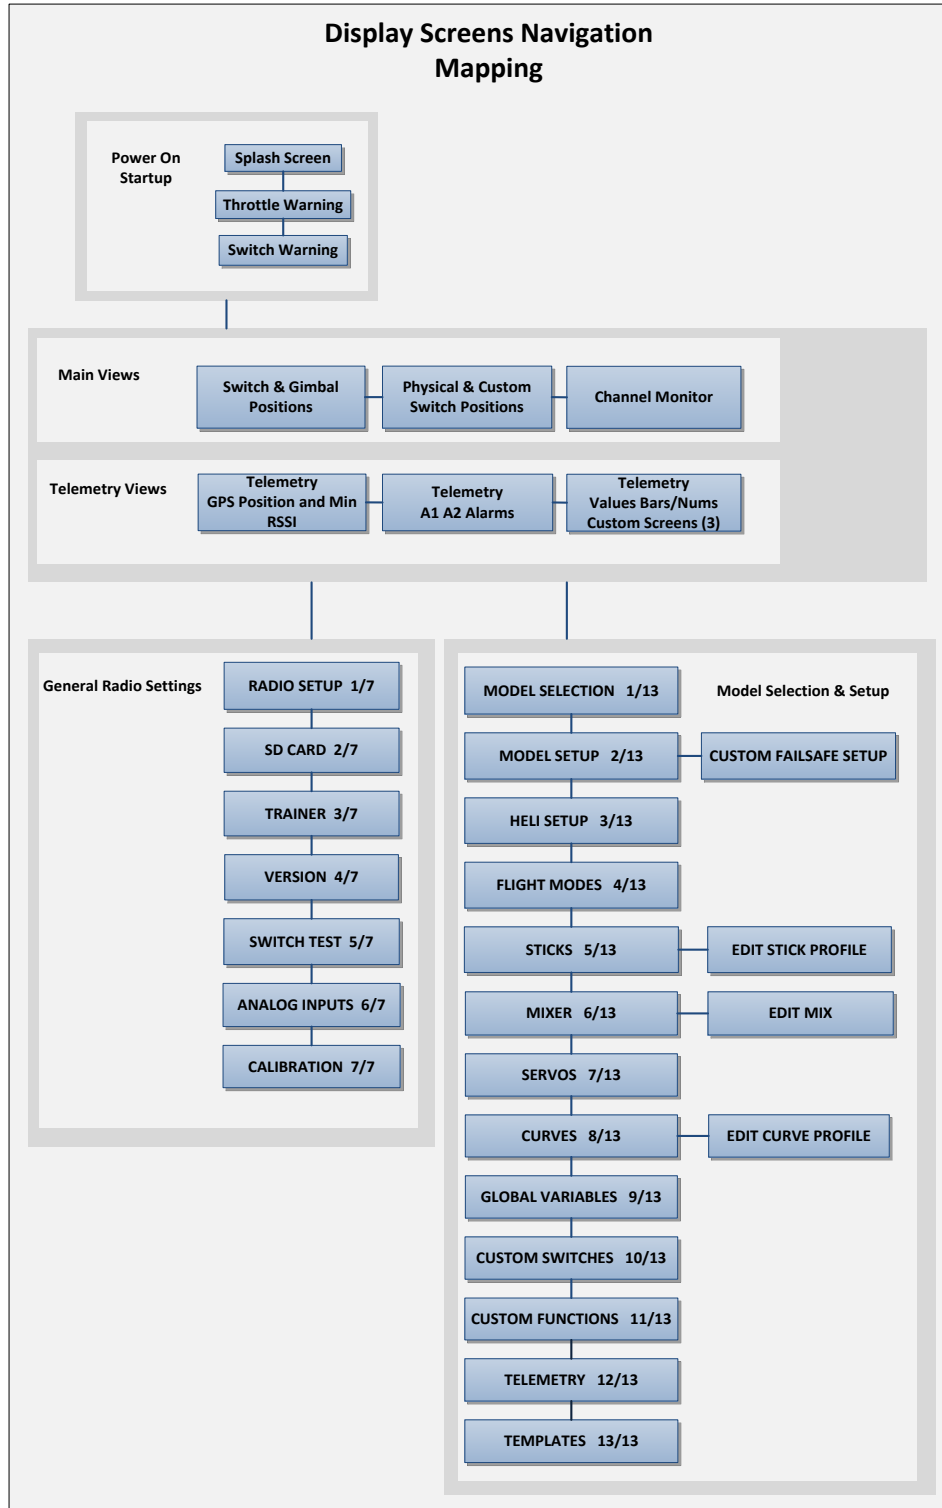 Display Screens Navigation
Mapping
Power On
Startup
Splash Screen
Throttle Warning
Switch Warning
Main Views
Switch & Gimbal
Positions
Physical & Custom
Switch Positions
Channel Monitor
Telemetry Views
Telemetry
GPS Position and Min
RSSI
Telemetry
A1 A2 Alarms
Telemetry
Values Bars/Nums
Custom Screens (3)
General Radio Settings
RADIO SETUP 1/7
SD CARD 2/7
TRAINER 3/7
VERSION 4/7
SWITCH TEST 5/7
ANALOG INPUTS 6/7
CALIBRATION 7/7
Model Selection & Setup
MODEL SELECTION 1/13
MODEL SETUP 2/13
CUSTOM FAILSAFE SETUP
HELI SETUP 3/13
FLIGHT MODES 4/13
STICKS 5/13
EDIT STICK PROFILE
MIXER 6/13
EDIT MIX
SERVOS 7/13
CURVES 8/13
EDIT CURVE PROFILE
GLOBAL VARIABLES 9/13
CUSTOM SWITCHES 10/13
CUSTOM FUNCTIONS 11/13
TELEMETRY 12/13
TEMPLATES 13/13